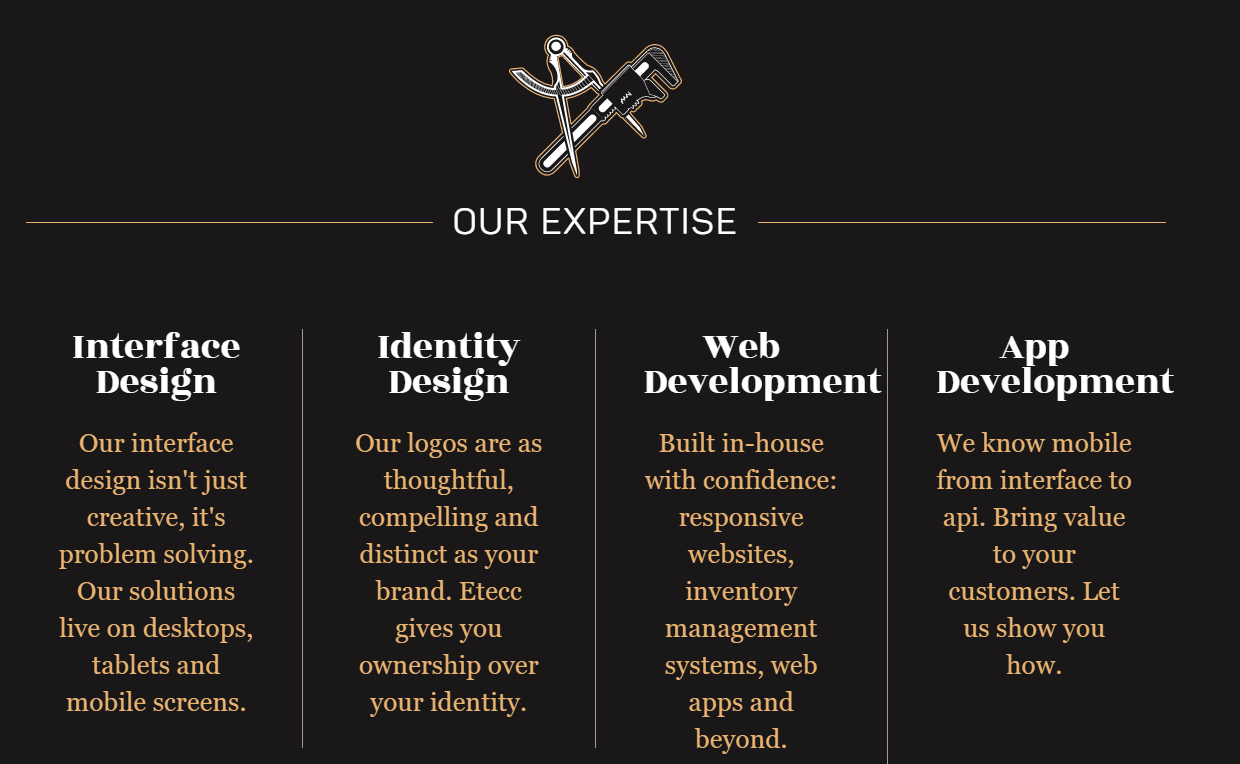 OUR EXPERTISE
Interface
Design
Our interface
design isn't just
creative, it's
problem solving.
Our solutions
live on desktops,
tablets and
mobile screens.
Identity
Design
Our logos are as
thoughtful,
compelling and
distinct as your
brand. Etecc
gives you
ownership over
your identity.
Web
Development
Built in-house
with confidence:
responsive
websites,
inventory
management
systems, web
apps and
beyond.
App
Development
We know mobile
from interface to
api. Bring value
to your
customers. Let
us show you
how.